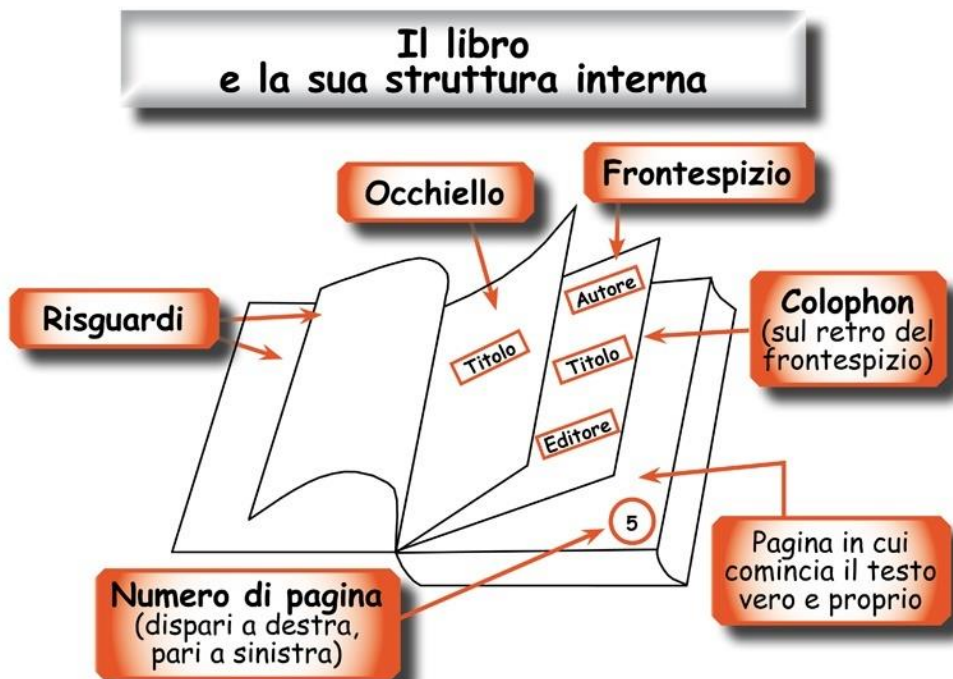 Il libro
e la sua struttura interna
Occhiello
Frontespizio
Risguardi
Autore
Titolo
Titolo
Editore
Colophon
(sul retro del
frontespizio)
5
Numero di pagina
(dispari a destra,
pari a sinistra)
Pagina in cui
comincia il testo
vero e proprio